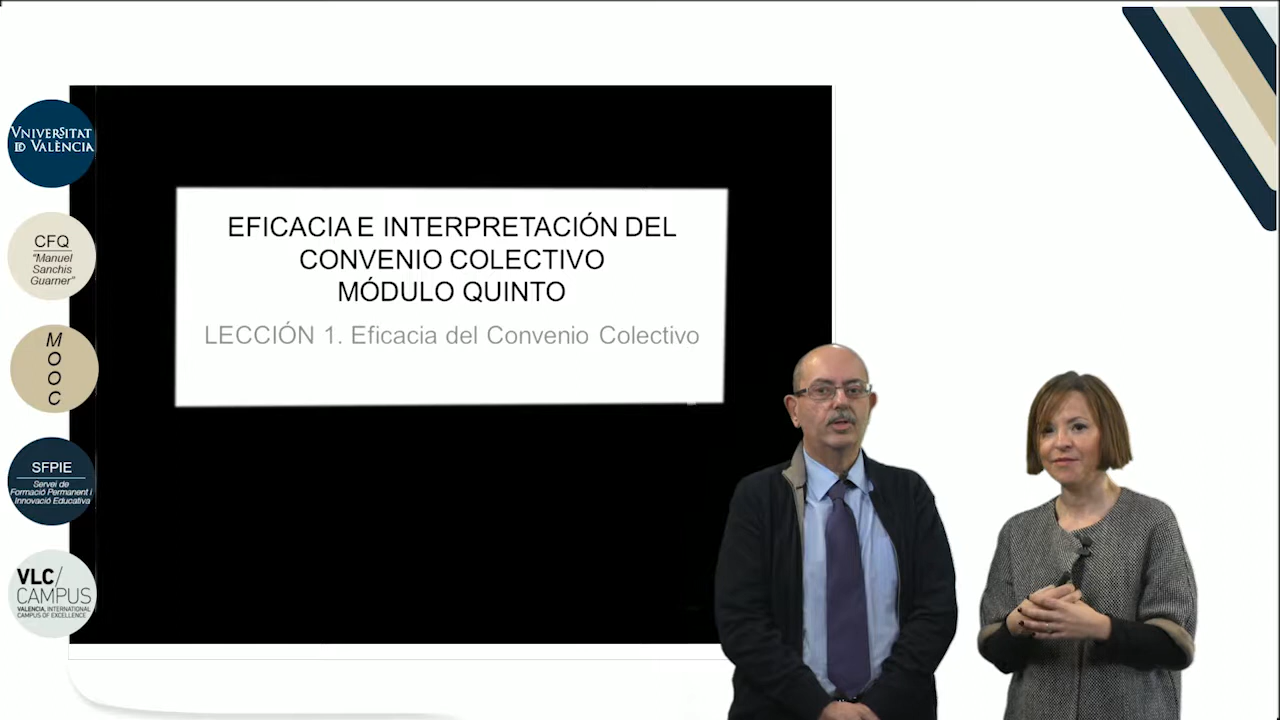 VNIVERSITAT
ID VALÈNCIA
CFQ
“Manuel
Sanchis
Guarner”
M
O
O
C
SFPIE
Servei de
Formació Permanent i
Innovació Educativa
VLC/
CAMPUS
VALENCIA, INTERNATIONAL
CAMPUS OF EXCELLENCE
EFICACIA E INTERPRETACIÓN DEL
CONVENIO COLECTIVO
MÓDULO QUINTO
LECCIÓN 1. Eficacia del Convenio Colectivo